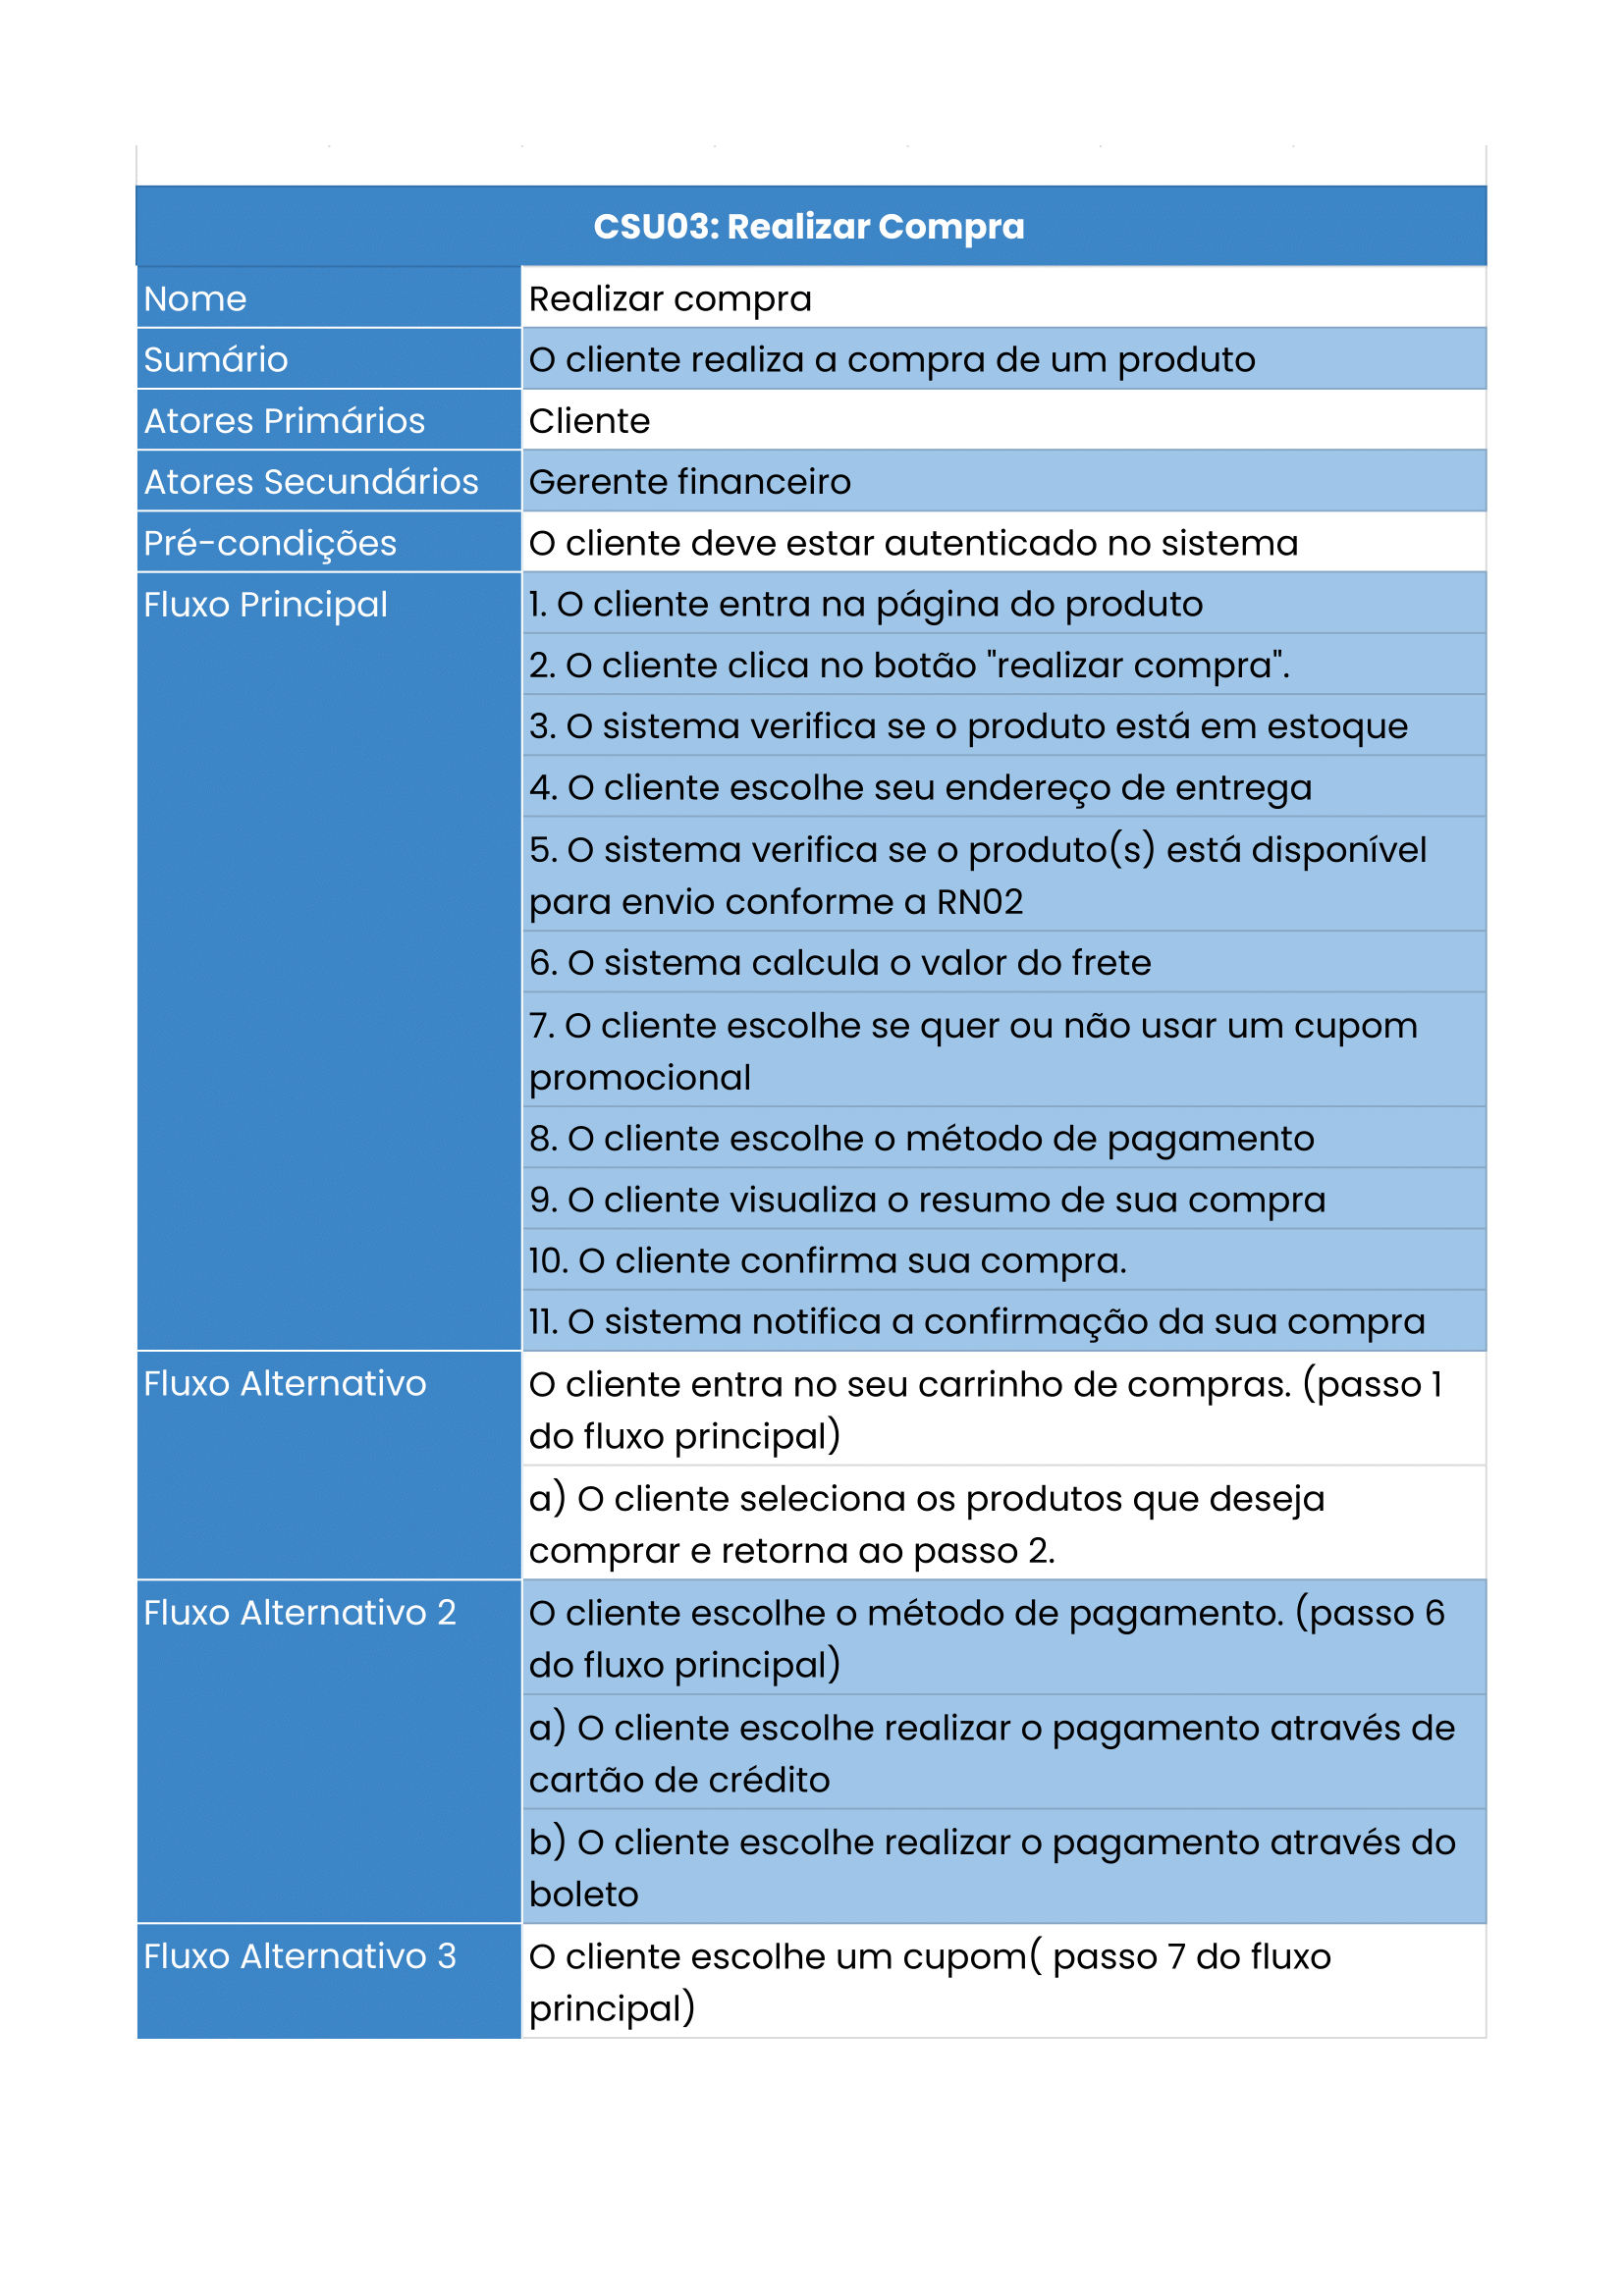 CSU03: Realizar Compra
Nome
Realizar compra
Sumário
O cliente realiza a compra de um produto
Atores Primários
Cliente
Atores Secundários
Gerente financeiro
Pré-condições
O cliente deve estar autenticado no sistema
Fluxo Principal
1. O cliente entra na página do produto
2. O cliente clica no botão "realizar compra".
3. O sistema verifica se o produto está em estoque
4. O cliente escolhe seu endereço de entrega
5. O sistema verifica se o produto(s) está disponível
para envio conforme a RN02
6. O sistema calcula o valor do frete
7. O cliente escolhe se quer ou não usar um cupom
promocional
8. O cliente escolhe o método de pagamento
9. O cliente visualiza o resumo de sua compra
10. O cliente confirma sua compra.
11. O sistema notifica a confirmação da sua compra
Fluxo Alternativo
O cliente entra no seu carrinho de compras. (passo 1
do fluxo principal)
a) O cliente seleciona os produtos que deseja
comprar e retorna ao passo 2.
Fluxo Alternativo 2
O cliente escolhe o método de pagamento. (passo 6
do fluxo principal)
a) O cliente escolhe realizar o pagamento através de
cartão de crédito
b) O cliente escolhe realizar o pagamento através do
boleto
Fluxo Alternativo 3
O cliente escolhe um cupom( passo 7 do fluxo
principal)